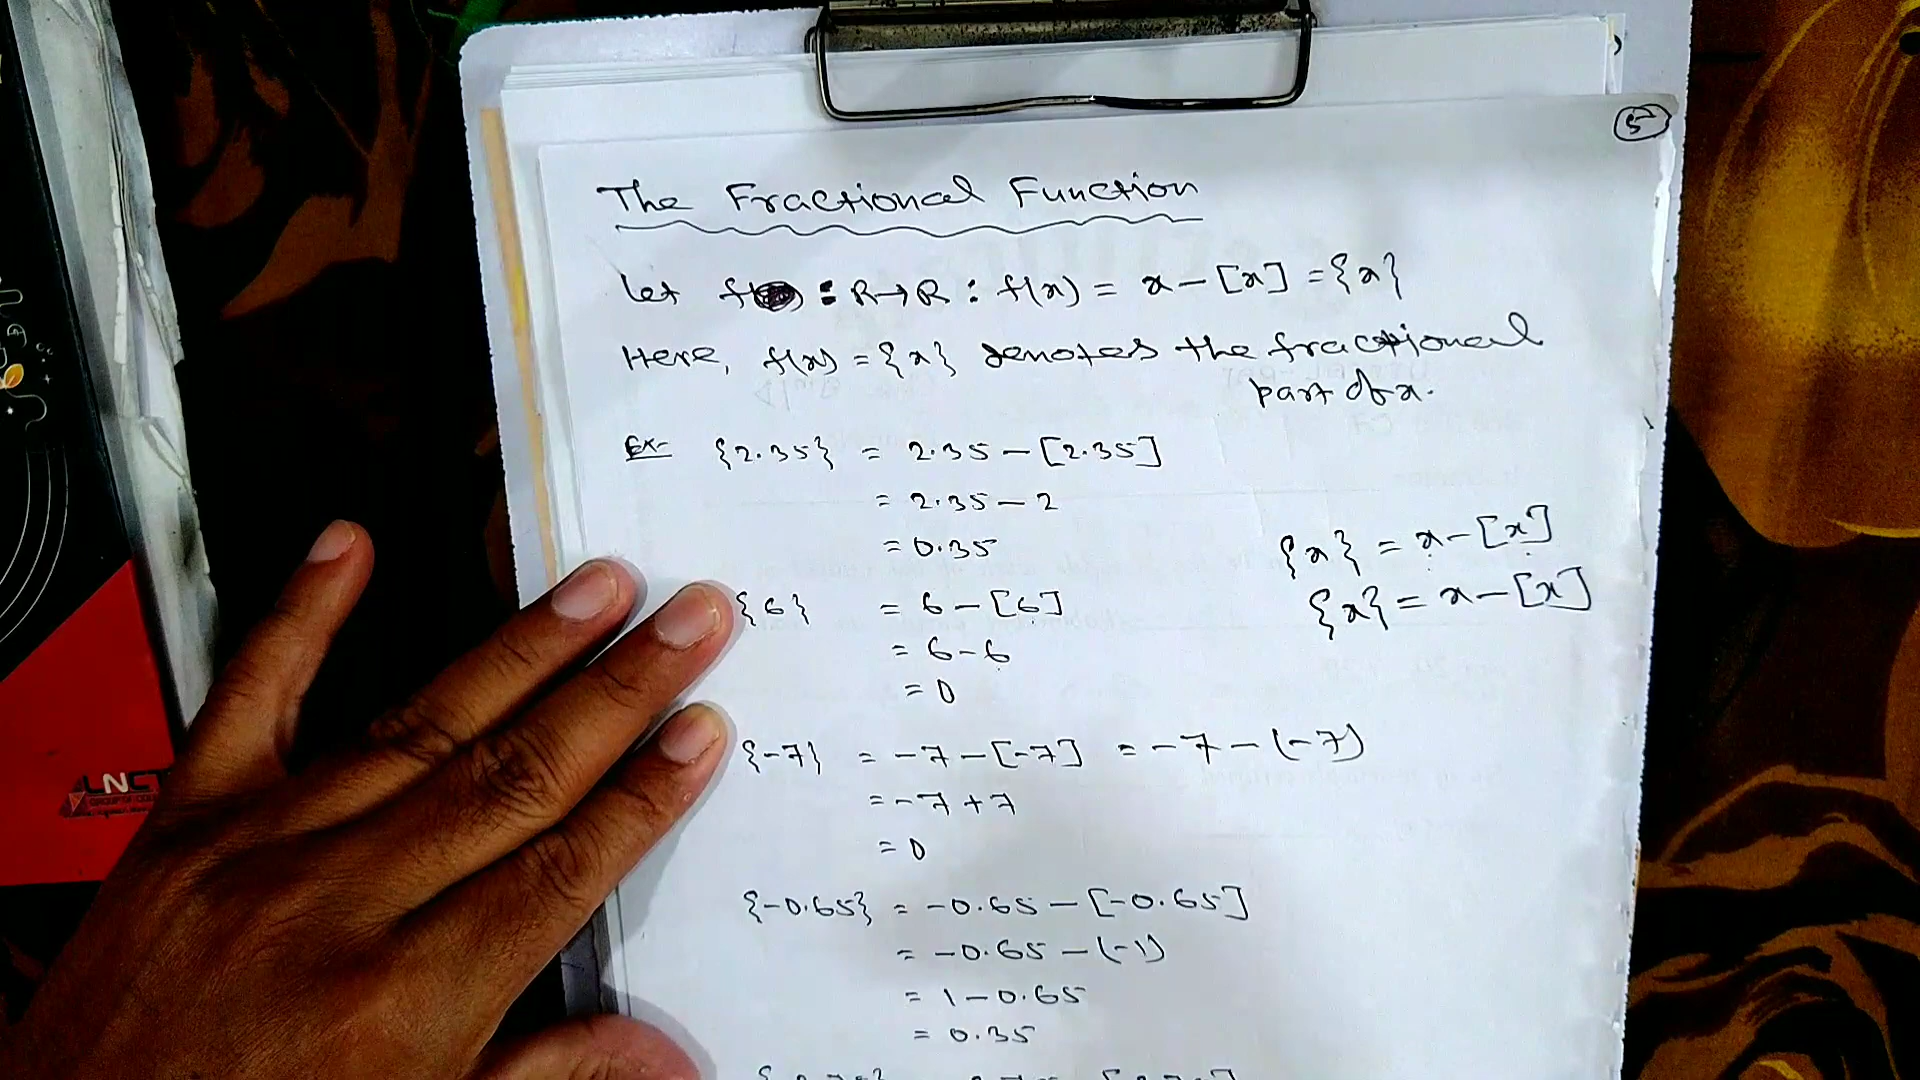 5
The Fractional Function
Let f : R→R : f(x) = x - [x] = {x}
Here, f(x) = {x} denotes the fractional
part of x.
Ex- {2.35} = 2.35 - [2.35]
= 2.35 - 2
= 0.35
{x} = x - [x]
{x} = x - [x]
{6} = 6 - [6]
= 6 - 6
= 0
{-7} = -7 - [-7] = -7 - (-7)
= -7 + 7
= 0
{-0.65} = -0.65 - [-0.65]
= -0.65 - (-1)
= 1 - 0.65
= 0.35
LNCT